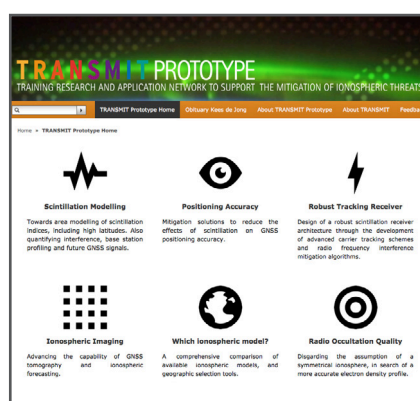 TRANSMIT PROTOTYPE
TRAINING RESEARCH AND APPLICATION NETWORK TO SUPPORT THE MITIGATION OF IONOSPHERIC THREATS
TRANSMIT Prototype Home Obituary Kees de Jong About TRANSMIT Prototype About TRANSMIT Feedba
Home » TRANSMIT Prototype Home
Scintillation Modelling
Towards area modelling of scintillation
indices, including high latitudes. Also
quantifying interference, base station
profiling and future GNSS signals.
Positioning Accuracy
Mitigation solutions to reduce the
effects of scintillation on GNSS
positioning accuracy.
Robust Tracking Receiver
Design of a robust scintillation receiver
architecture through the development
of advanced carrier tracking schemes
and radio frequency interference
mitigation algorithms.
Ionospheric Imaging
Advancing the capability of GNSS
tomography and ionospheric
forecasting.
Which ionospheric model?
A comprehensive comparison of
available ionospheric models, and
geographic selection tools.
Radio Occultation Quality
Disgarding the assumption of a
symmetrical ionosphere, in search of a
more accurate electron density profile.